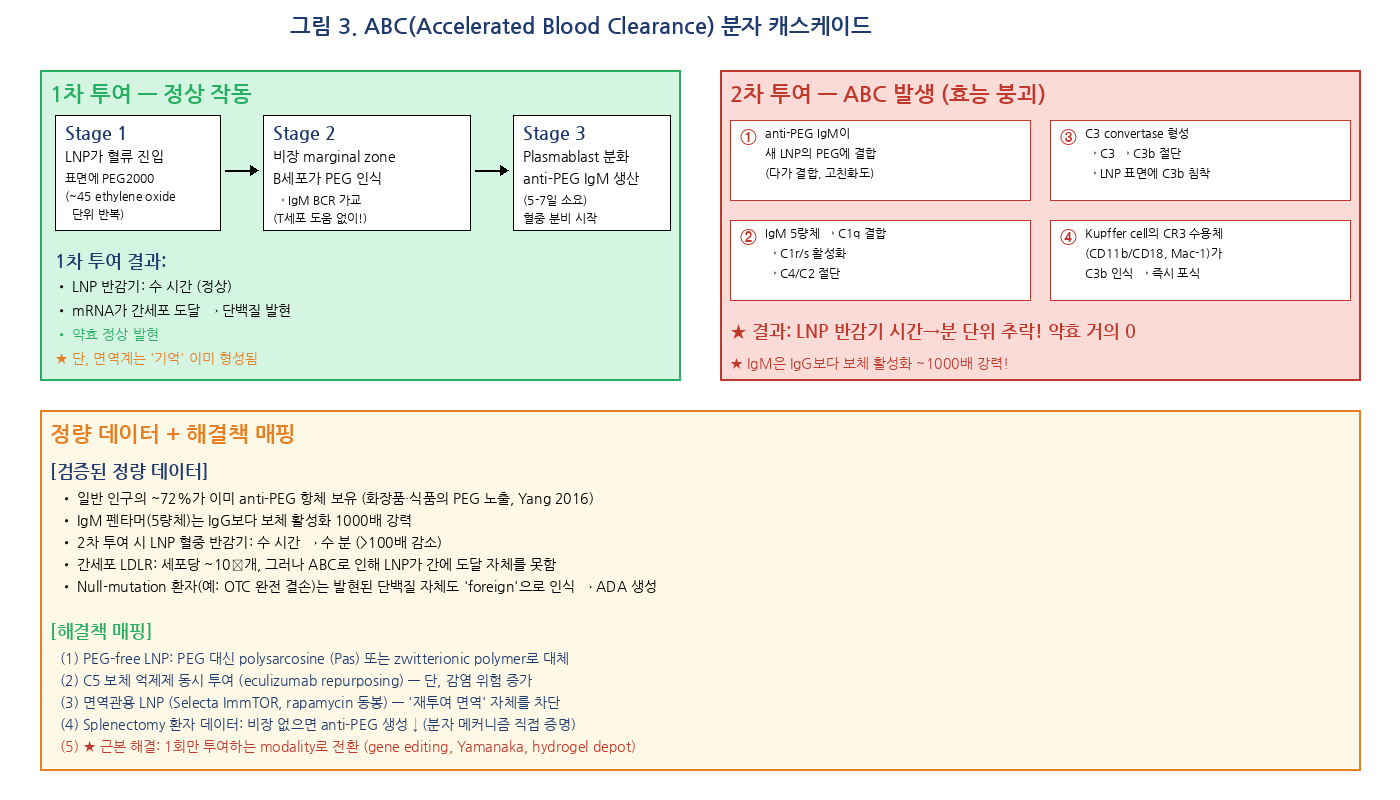 그림 3. ABC(Accelerated Blood Clearance) 분자 캐스케이드
1차 투여 — 정상 작동
Stage 1
LNP가 혈류 진입
표면에 PEG2000
(~45 ethylene oxide
단위 반복)
Stage 2
비장 marginal zone
B세포가 PEG 인식
→ IgM BCR 가교
(T세포 도움 없이!)
Stage 3
Plasmablast 분화
anti-PEG IgM 생산
(5-7일 소요)
혈중 분비 시작
1차 투여 결과:
• LNP 반감기: 수 시간 (정상)
• mRNA가 간세포 도달 → 단백질 발현
• 약효 정상 발현
★ 단, 면역계는 '기억' 이미 형성됨
2차 투여 — ABC 발생 (효능 붕괴)
① anti-PEG IgM이
새 LNP의 PEG에 결합
(다가 결합, 고친화도)
② IgM 5량체 → C1q 결합
→ C1r/s 활성화
→ C4/C2 절단
③ C3 convertase 형성
→ C3 → C3b 절단
→ LNP 표면에 C3b 침착
④ Kupffer cell의 CR3 수용체
(CD11b/CD18, Mac-1)가
C3b 인식 → 즉시 포식
★ 결과: LNP 반감기 시간→분 단위 추락! 약효 거의 0
★ IgM은 IgG보다 보체 활성화 ~1000배 강력!
정량 데이터 + 해결책 매핑
[검증된 정량 데이터]
• 일반 인구의 ~72%가 이미 anti-PEG 항체 보유 (화장품·식품의 PEG 노출, Yang 2016)
• IgM 펜타머(5량체)는 IgG보다 보체 활성화 1000배 강력
• 2차 투여 시 LNP 혈중 반감기: 수 시간 → 수 분 (>100배 감소)
• 간세포 LDLR: 세포당 ~10개, 그러나 ABC로 인해 LNP가 간에 도달 자체를 못함
• Null-mutation 환자(예: OTC 완전 결손)는 발현된 단백질 자체도 'foreign'으로 인식 → ADA 생성
[해결책 매핑]
(1) PEG-free LNP: PEG 대신 polysarcosine (Pas) 또는 zwitterionic polymer로 대체
(2) C5 보체 억제제 동시 투여 (eculizumab repurposing) — 단, 감염 위험 증가
(3) 면역관용 LNP (Selecta ImmTOR, rapamycin 동봉) — '재투여 면역' 자체를 차단
(4) Splenectomy 환자 데이터: 비장 없으면 anti-PEG 생성↓ (분자 메커니즘 직접 증명)
(5) ★ 근본 해결: 1회만 투여하는 modality로 전환 (gene editing, Yamanaka, hydrogel depot)